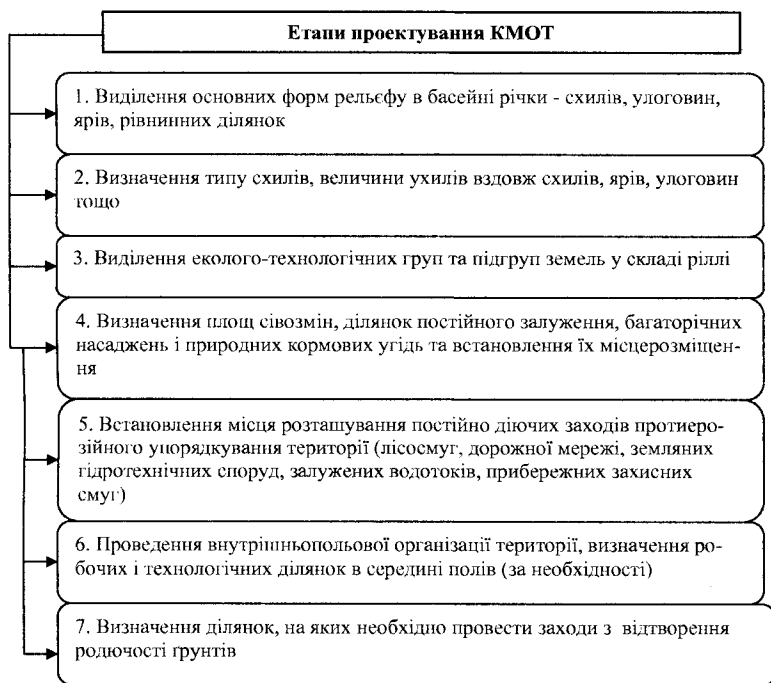 Етапи проектування КМОТ
1. Виділення основних форм рельєфу в басейні річки - схилів, улоговин,
ярів, рівнинних ділянок
2. Визначення типу схилів, величини ухилів вздовж схилів, ярів, улоговин
тощо
3. Виділення еколого-технологічних груп та підгруп земель у складі ріллі
4. Визначення площ сівозмін, ділянок постійного залуження, багаторічних
насаджень і природних кормових угідь та встановлення їх місцерозміщен-
ня
5. Встановлення місця розташування постійно діючих заходів протиеро-
зійного упорядкування території (лісосмуг, дорожної мережі, земляних
гідротехнічних споруд, залужених водотоків, прибережних захисних
смуг)
6. Проведення внутрішньопольової організації території, визначення ро-
бочих і технологічних ділянок в середині полів (за необхідності)
7. Визначення ділянок, на яких необхідно провести заходи з відтворення
родючості ґрунтів